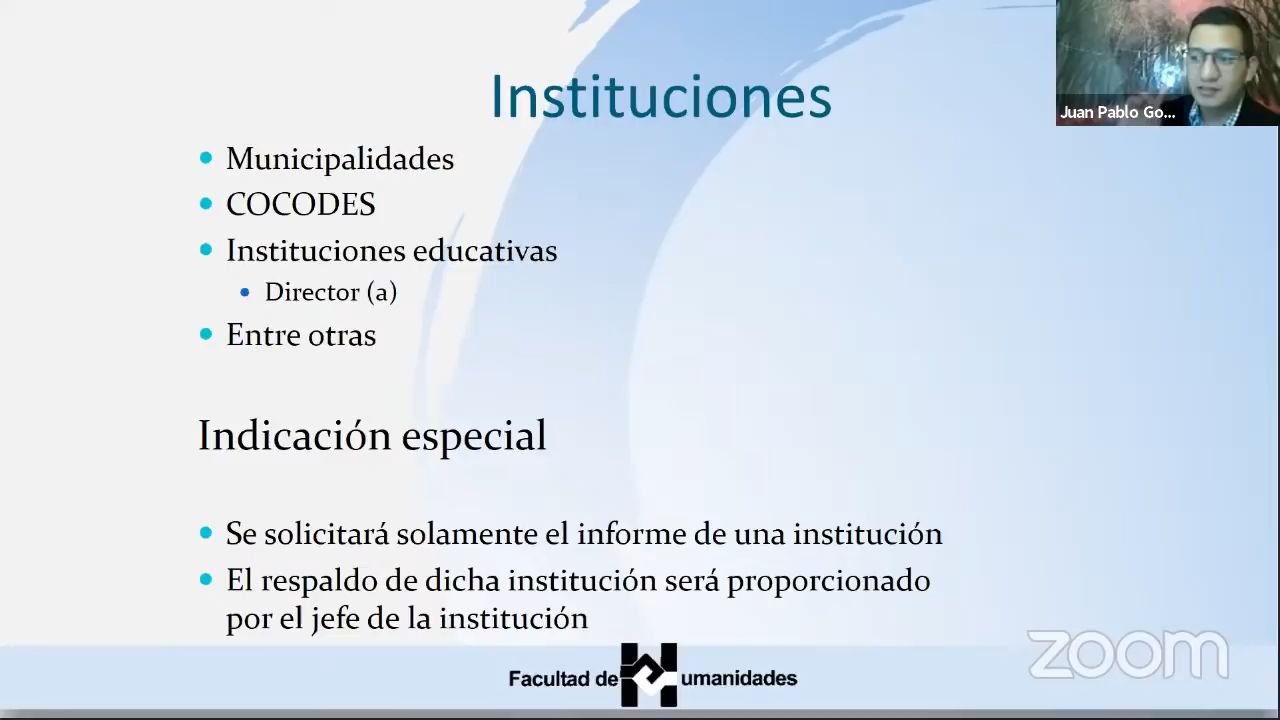 Instituciones
Juan Pablo Go...
Municipalidades
COCODES
Instituciones educativas
Director (a)
Entre otras
Indicación especial
Se solicitará solamente el informe de una institución
El respaldo de dicha institución será proporcionado
por el jefe de la institución
zoom
Facultad de Humanidades